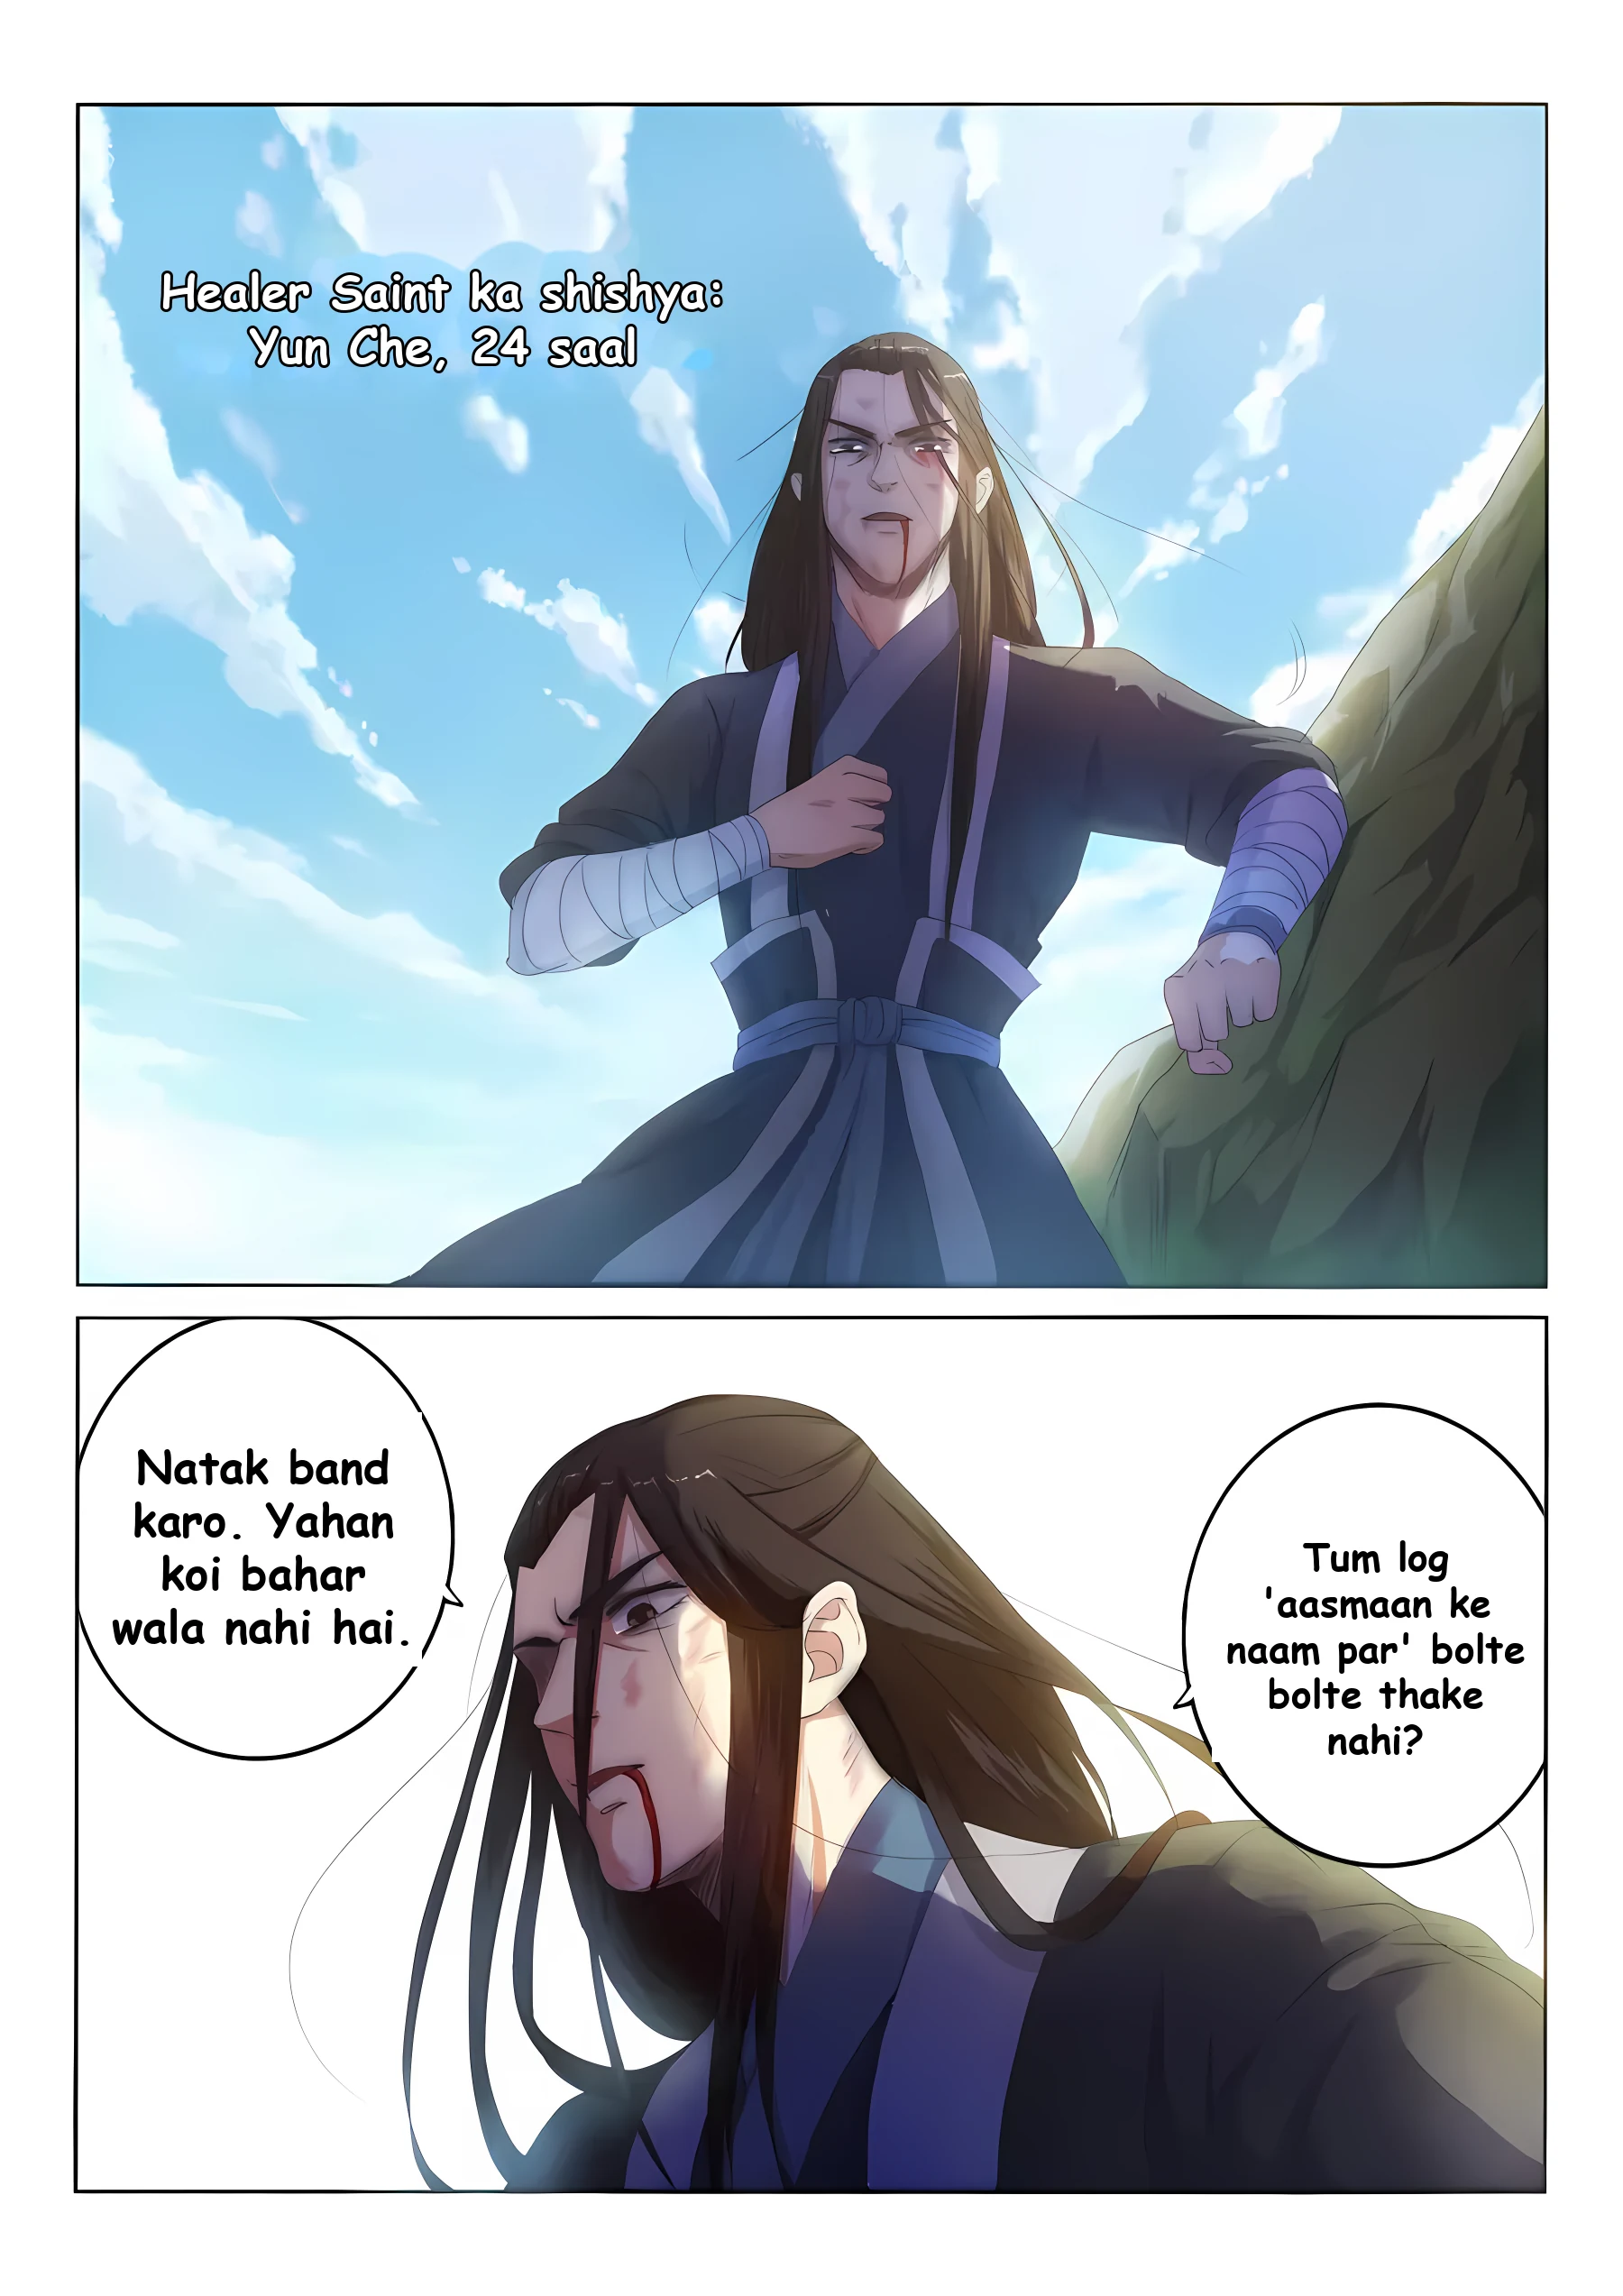 Healer Saint ka shishya:
Yun Che, 24 saal
Natak band
karo. Yahan
koi bahar
wala nahi hai.
Tum log
'aasmaan ke
naam par' bolte
bolte thake
nahi?